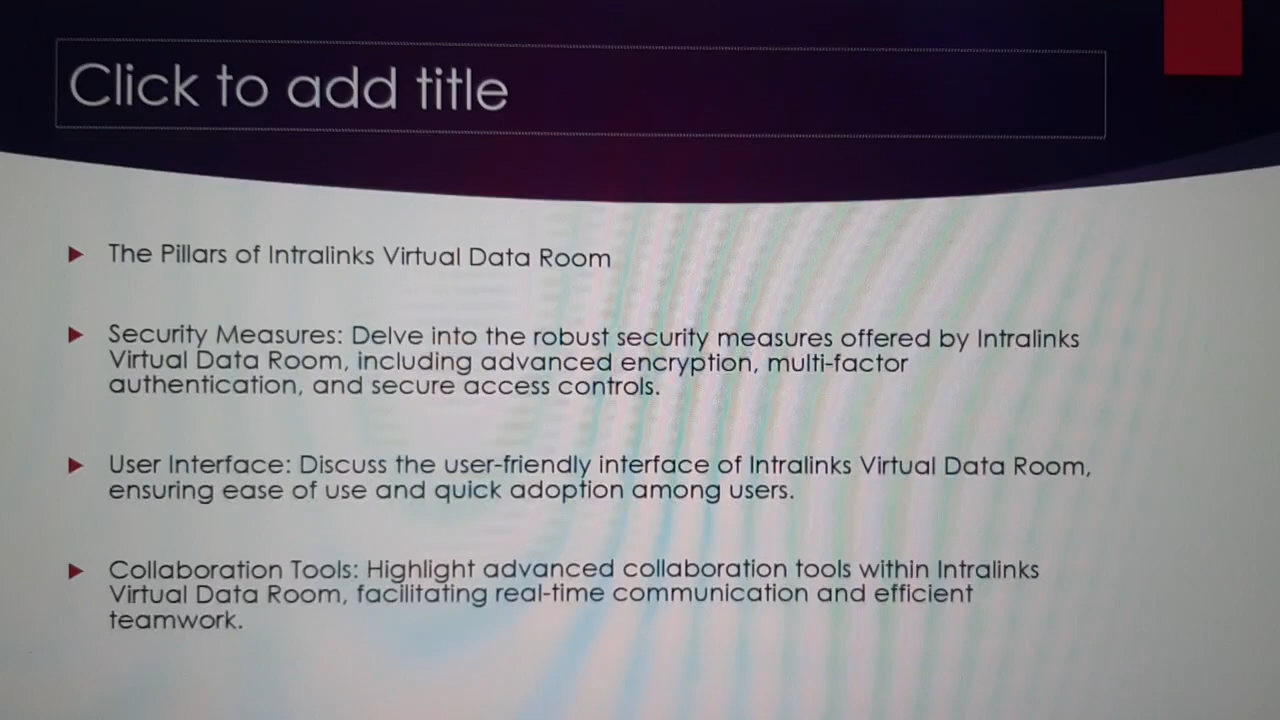 Click to add title
The Pillars of Intralinks Virtual Data Room
Security Measures: Delve into the robust security measures offered by Intralinks
Virtual Data Room, including advanced encryption, multi-factor
authentication, and secure access controls.
User Interface: Discuss the user-friendly interface of Intralinks Virtual Data Room,
ensuring ease of use and quick adoption among users.
Collaboration Tools: Highlight advanced collaboration tools within Intralinks
Virtual Data Room, facilitating real-time communication and efficient
teamwork.